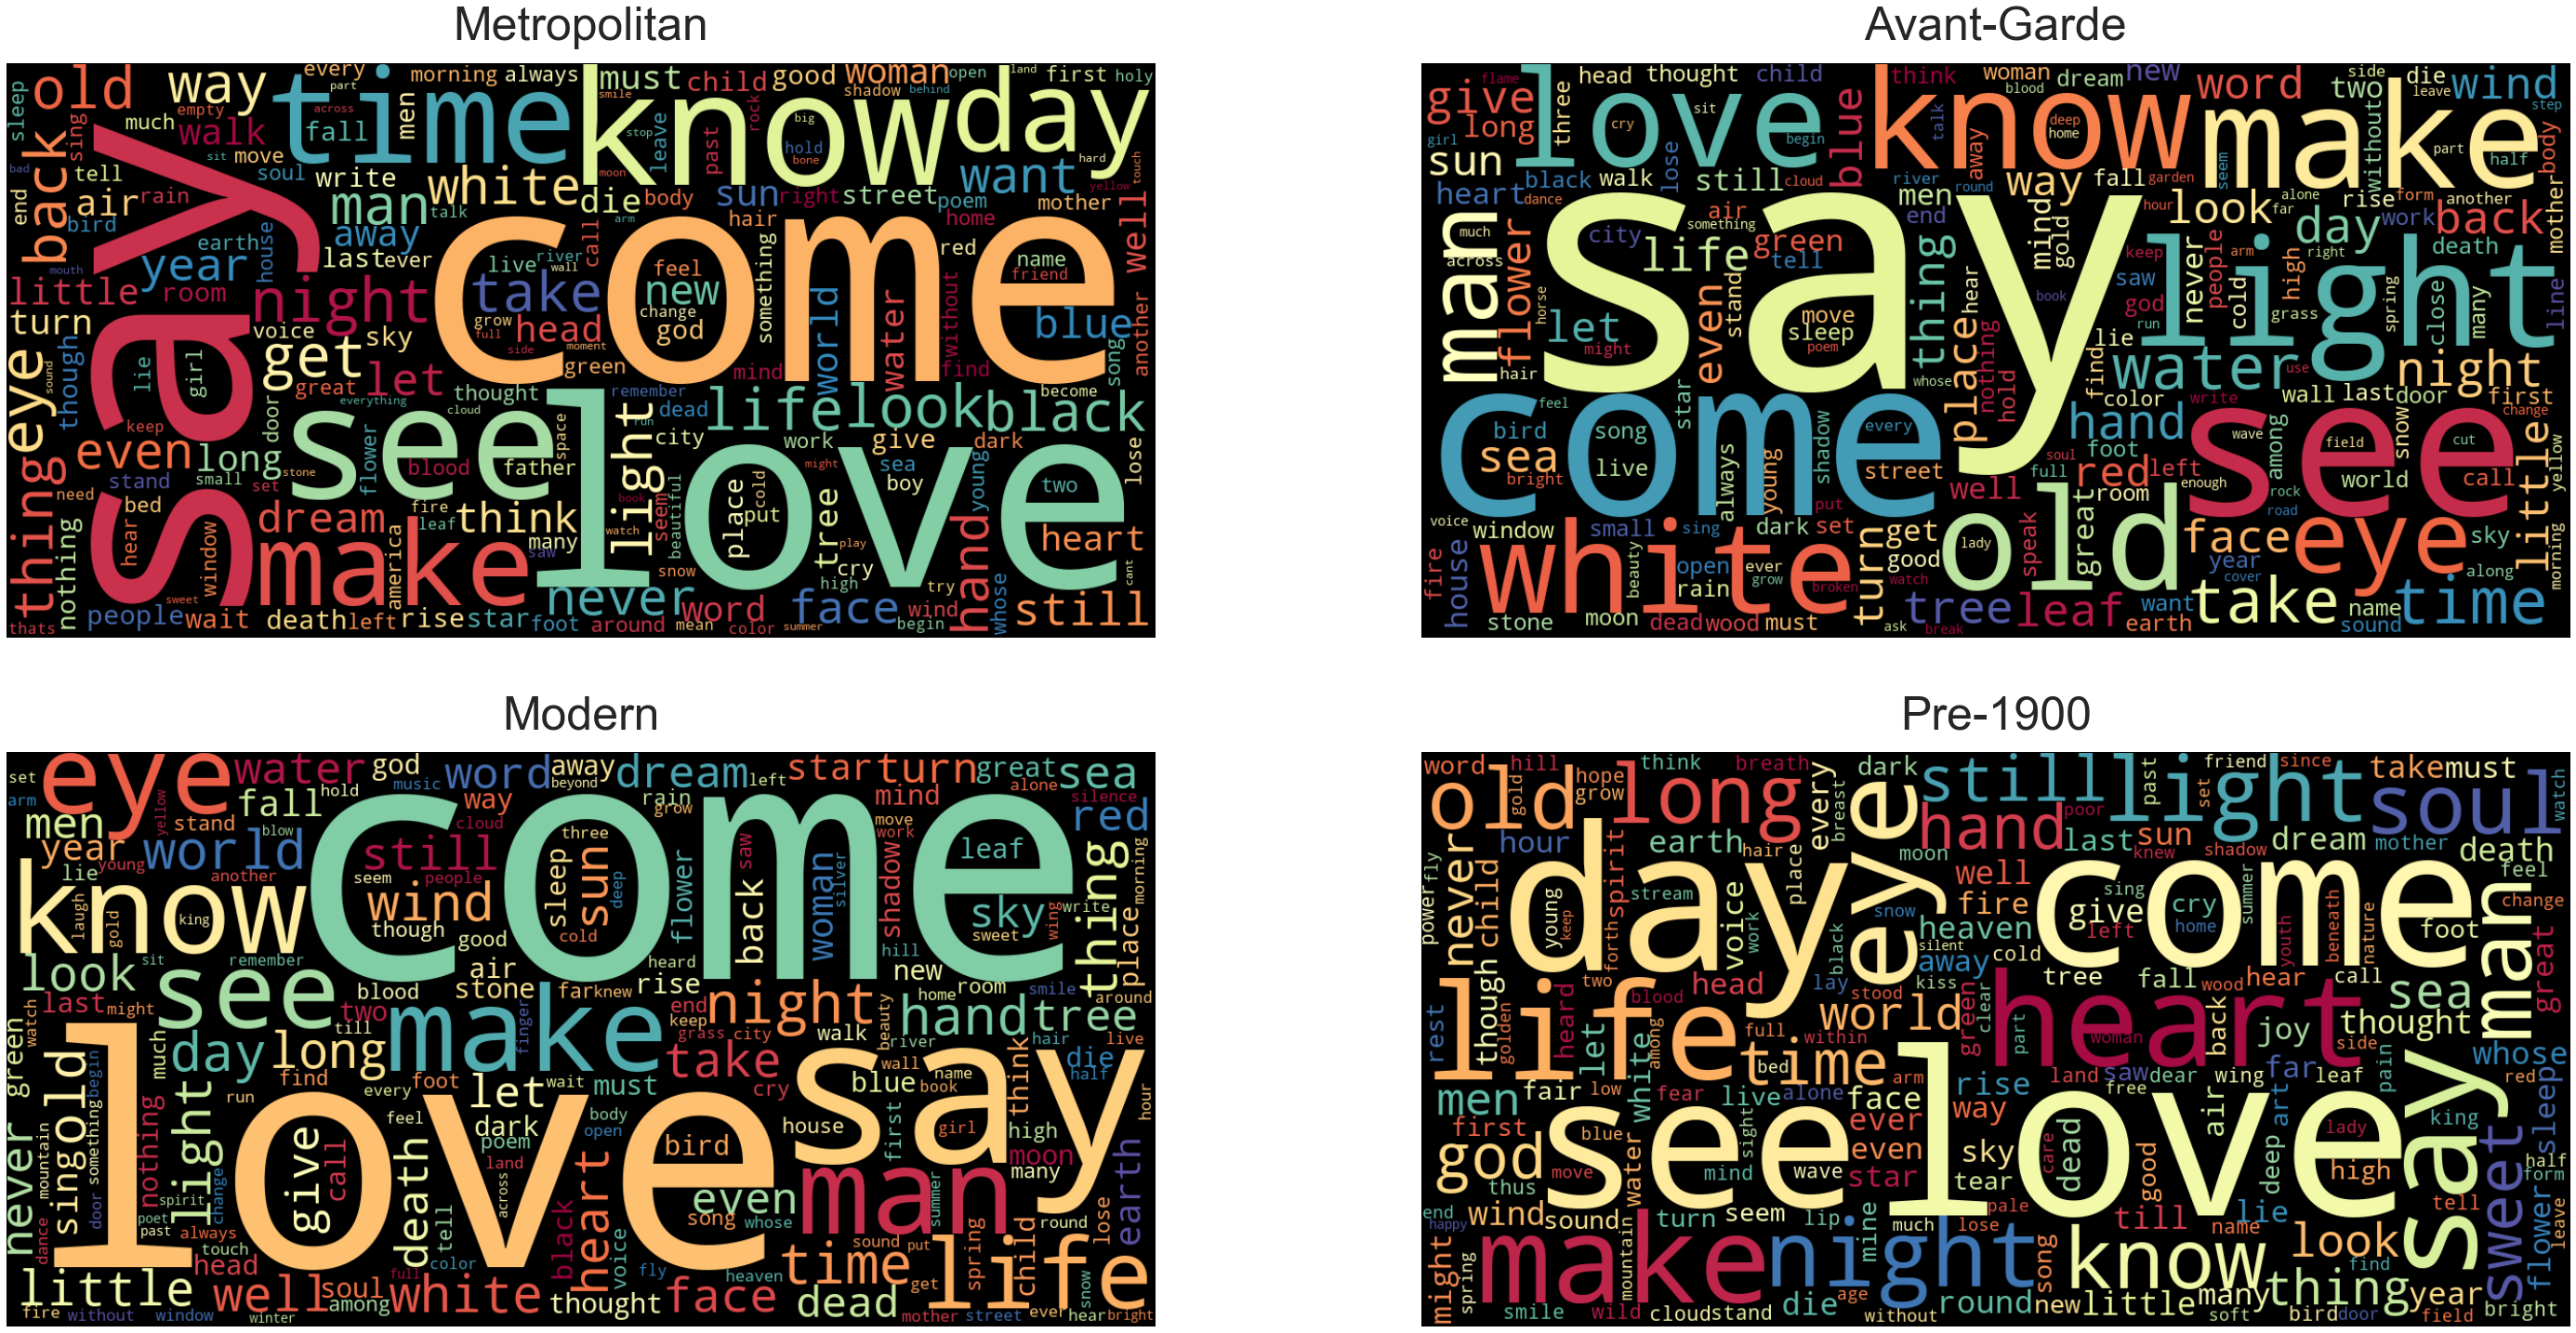 Metropolitan
Avant-Garde
sleep old way every morning always must child good woman open land first holy
part empty across men smile shadow behind
back sing much walk time fall know day
bad sit move stop leave past rock big hold bone hard touch
end tell soul write white die body sun right street want yellow
air rain man talk moon arm hair poem home mother well
bird say earth house away call red
year last ever come live river wall feel something name friend
little room night take new world water without blue another
turn voice sky grow change god
mouth full head side moment green mind find song
eye thought lie girl get great let thought remember become
sound everything cloud see dead life look black
keep door space light run city work give dark lose
thing even long flower blood father love sea boy young
need stand small set stone book beautiful might two
hear bed window dream fire leaf think seem place put cold tree heart
nothing america make many saw watch snow play cry high try cant
people sweet wait death left rise never star foot around word mean color face wind begin summer hand whose still
thats
give flame love head thought child think woman blood dream new word two side die leave wind
girl long three cry sit begin blue know talk deep home away make step body
sun black walk lose still cloud river round way fall garden seem without part half
heart dance air men end mind gold look rise alone far form another mother
man much across flower city life something green tell say thing hear day work back death
horse let might even stand move sleep poem book place nothing never saw god run people high cold arm keep right light grass spring close many line
hair star whose hold lie find water use night
come feel every color write wall last door first
bird song sea live bright always young shadow street hand foot soul full red left among wave snow see field cut change world call little
voice window small sing dark put set well room enough rock road yellow
fire house white beauty open rain ever grow broken watch turn get good lady speak old great face eye year cover sky along morning
stone moon dead wood must ask tree break leaf want take earth name sound time
Modern
Pre-1900
set eye water god word away dream left star turn great sea
arm fall hold music beyond rain grow mind alone silence
men stand cloud come move work red
year yellow young world blow still three sleep sun deep saw shadow leaf
lie another seem people flower woman silver thing morning
know laugh gold king wind though good cold back sky write place
look sit remember see air heard hill sweet wing
last might blood stone far knew rise end night new room home smile around
green watch two till make finger keep grass city walk beauty hand tree hair live
day long take river wall die half
never old much find foot let wait must cry blue book name think
sing begin something light run every feel body first girl high hour
mountain door nothing give call dark poem open love bird house say moon
spirit change death tell land across heart black even song whose man summer many earth
dance poet past always touch color voice sound put round lose
little head soul full fly heaven time get spring child life snow
fire without window winter well among white thought face dead mother street ever hear bright
word hill hope think breath every dark still friend since take must
old gold grow long light past set soul watch
power fly never child hour earth hair place breast eye hand poor last sun dream mother death
day young keep stream spirit voice moon well knew shadow feel
forth work snow fire come sing summer man change
rest though golden heard two black silent heaven give cry left home youth beneath nature foot great
life blood head lay kiss away cold tree fall wood hear call sea
let white among full within stood world green clear part heart woman back joy thought side
time bed arm rise land saw dear wing far leaf pain whose
men fair low fear live alone face way free air art red sleep
first blue water see mind sight wave ever even star sky tear love care dead lady deep high king say sweet half form
god thus move pale good tell
end happy wind sound turn seem lip mine much lose till name lie flower leave
might spring make mountain night song know look find
smile wild cloud stand die age without round new little many soft thing bird door year field bright